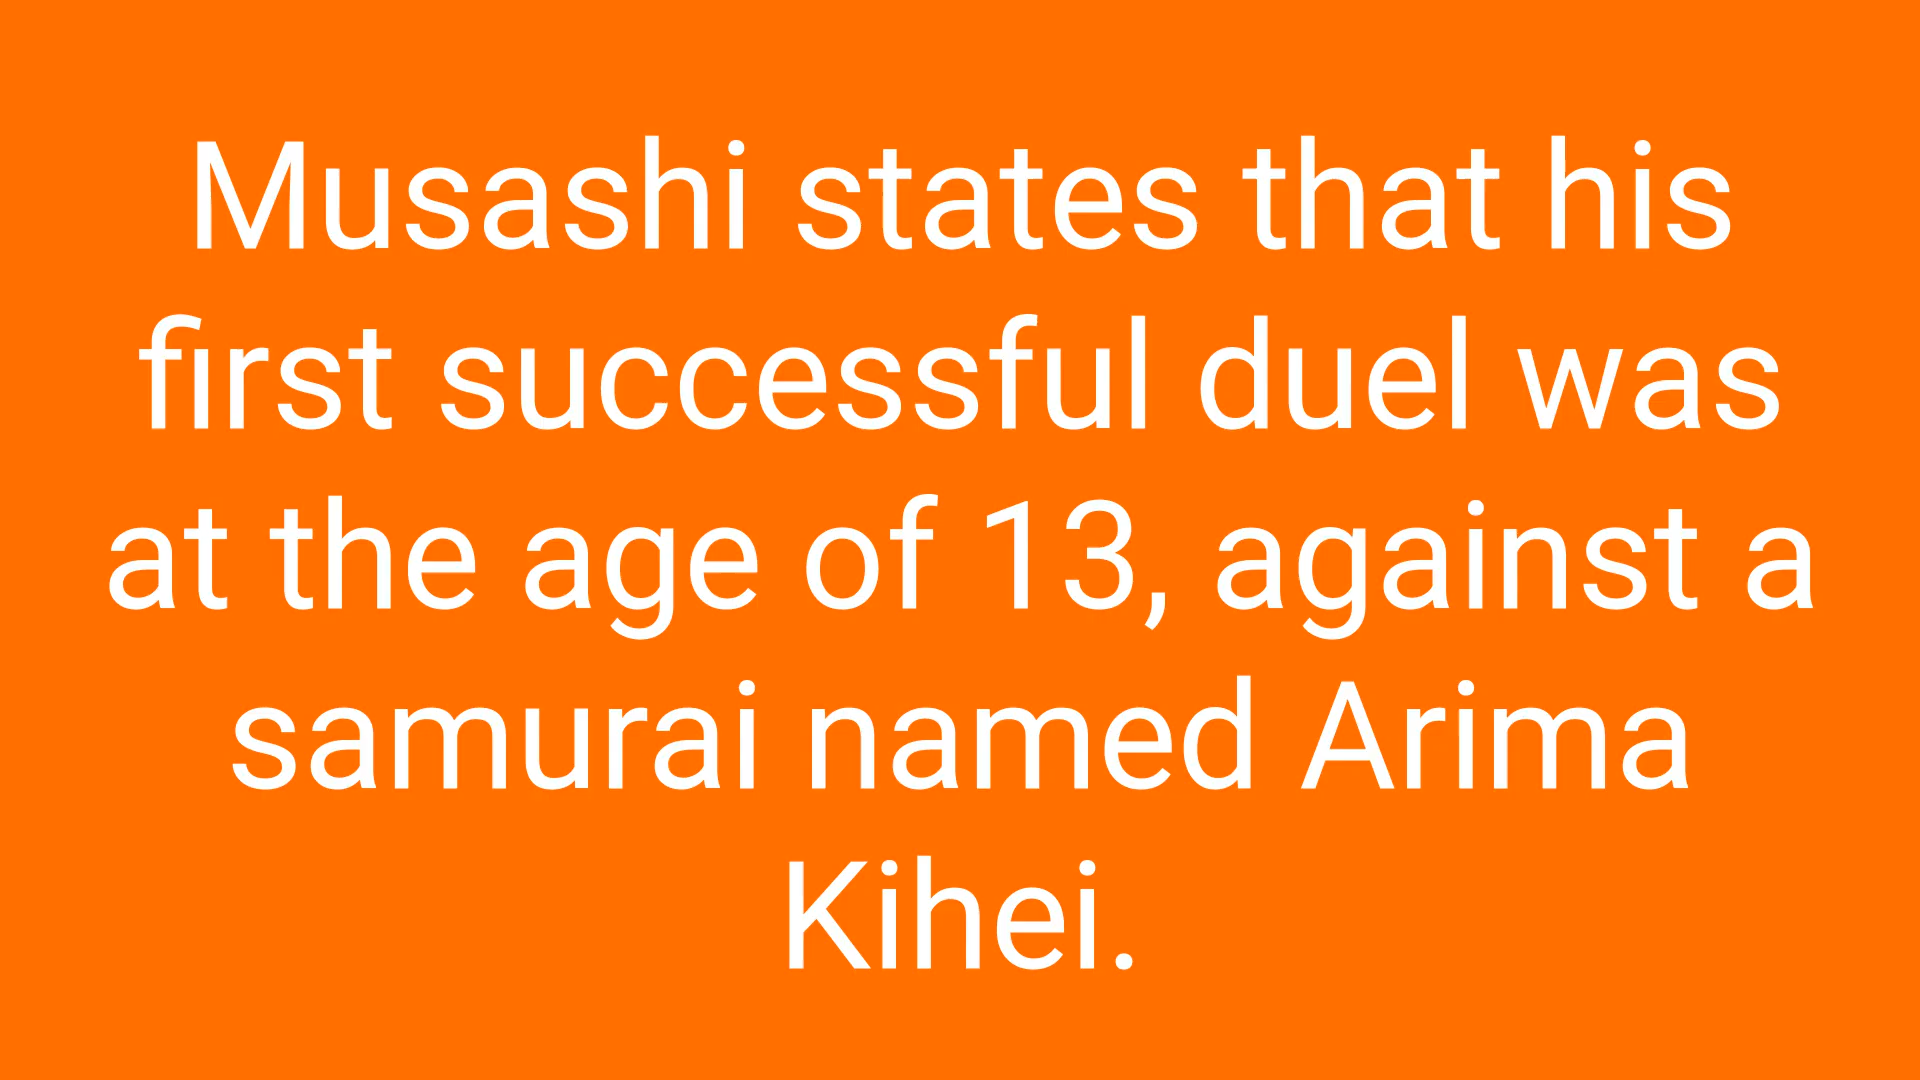 Musashi states that his
first successful duel was
at the age of 13, against a
samurai named Arima
Kihei.